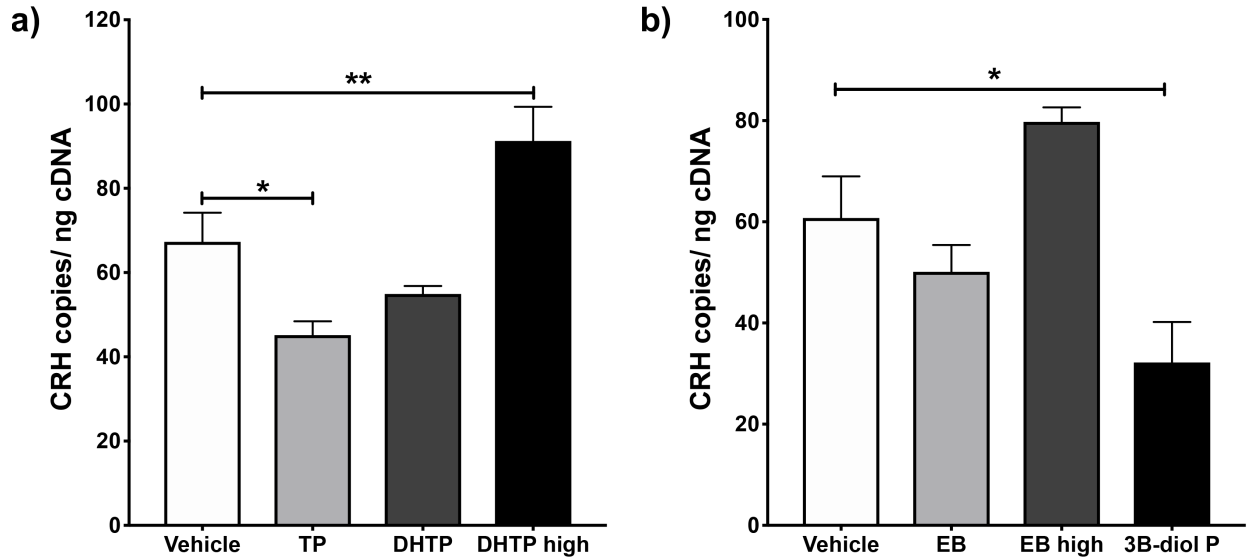 a)
CRH copies/ ng cDNA
120
100
80
60
40
20
0
**
*
Vehicle TP DHTP DHTP high
b)
CRH copies/ ng cDNA
100
80
60
40
20
0
*
Vehicle EB EB high 3B-diol P